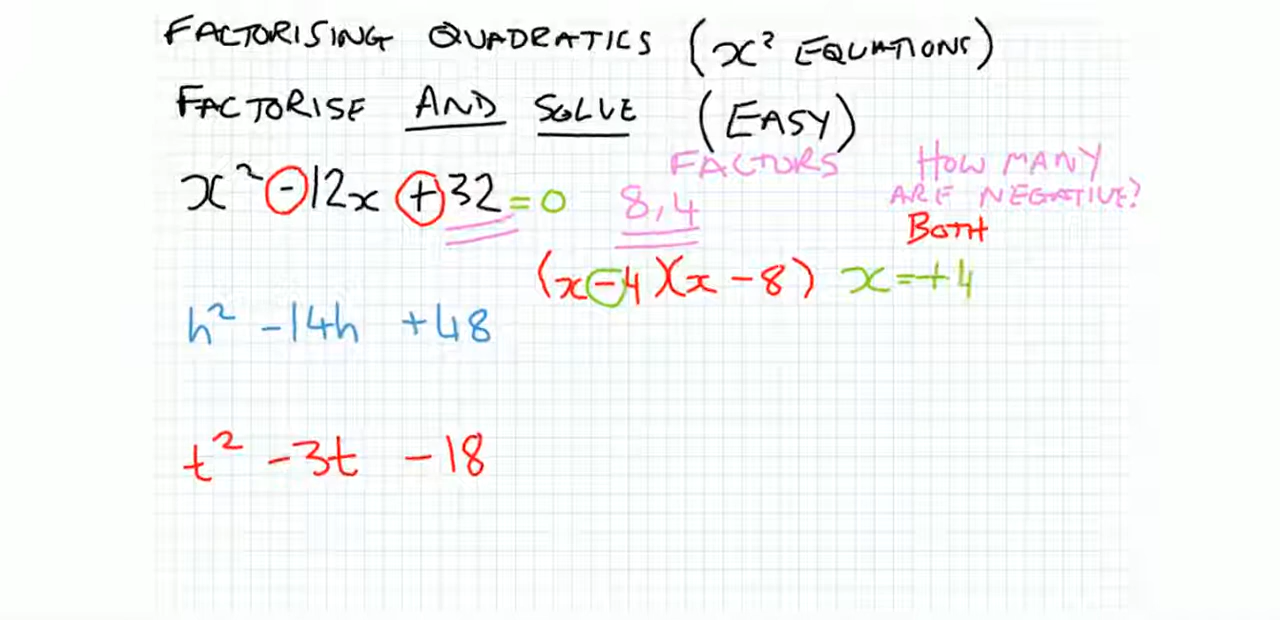 FACTORISING QUADRATICS (x² EQUATIONS)
FACTORISE AND SOLVE (EASY)
FACTORS HOW MANY
x² -12x +32 = 0 8,4 ARE NEGATIVE?
BOTH
(x-4)(x-8) x=+4
h² -14h +48
t² -3t -18